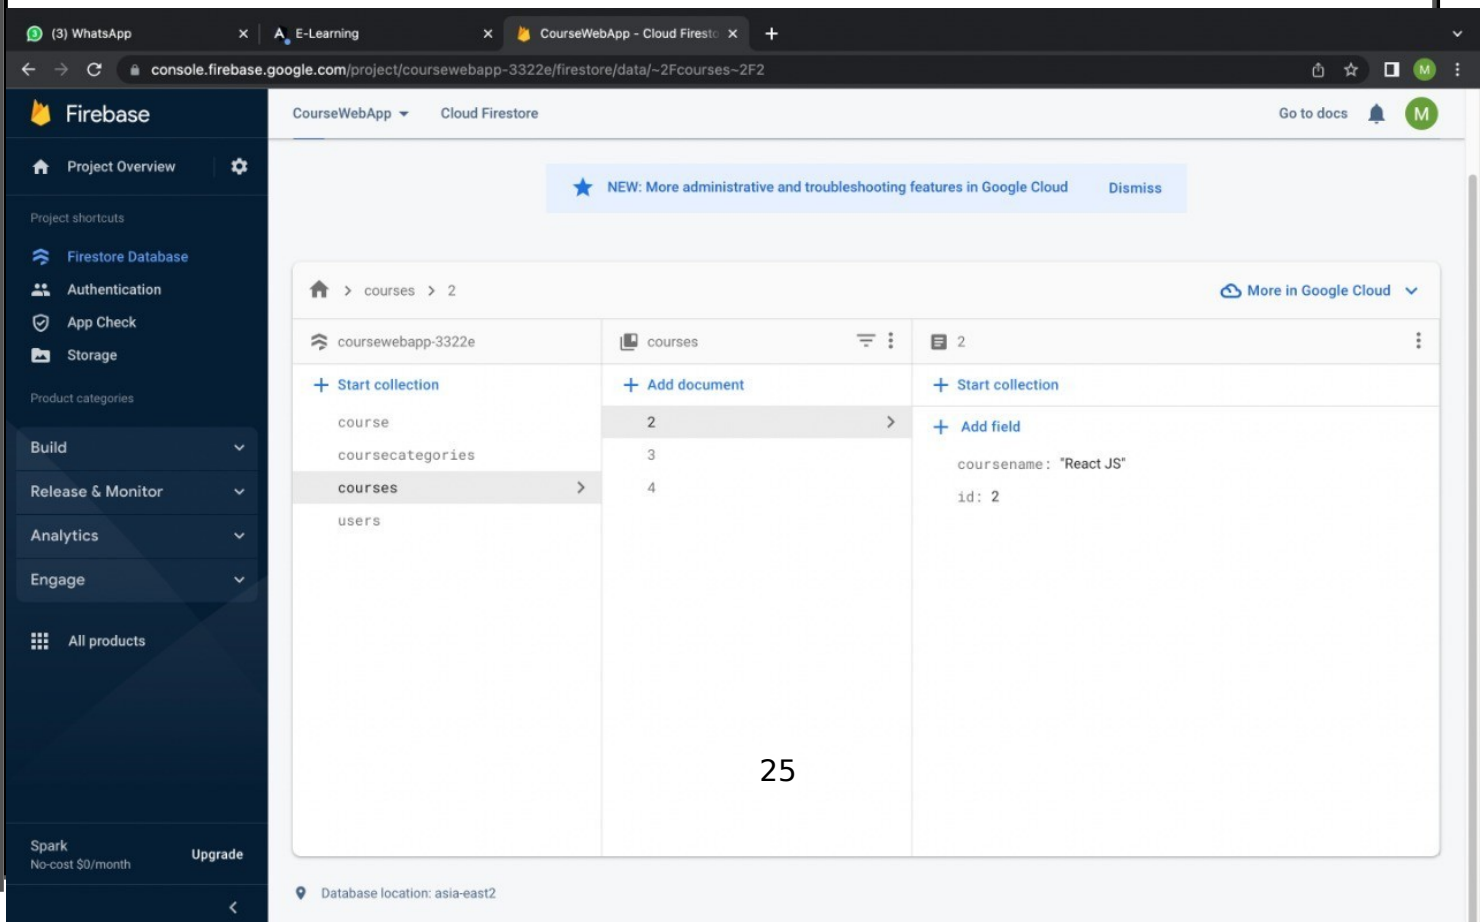 (3) WhatsApp
E-Learning
CourseWebApp - Cloud Firesto
console.firebase.google.com/project/coursewebapp-3322e/firestore/data/~2Fcourses~2F2
M
Firebase
CourseWebApp
Cloud Firestore
Go to docs
M
Project Overview
NEW: More administrative and troubleshooting features in Google Cloud
Dismiss
Project shortcuts
Firestore Database
Authentication
App Check
Storage
Product categories
Build
Release & Monitor
Analytics
Engage
All products
Spark
No-cost $0/month
Upgrade
> courses > 2
More in Google Cloud
coursewebapp-3322e
+ Start collection
course
coursecategories
courses
users
courses
+ Add document
2
3
4
2
+ Start collection
+ Add field
coursename: "React JS"
id: 2
25
Database location: asia-east2